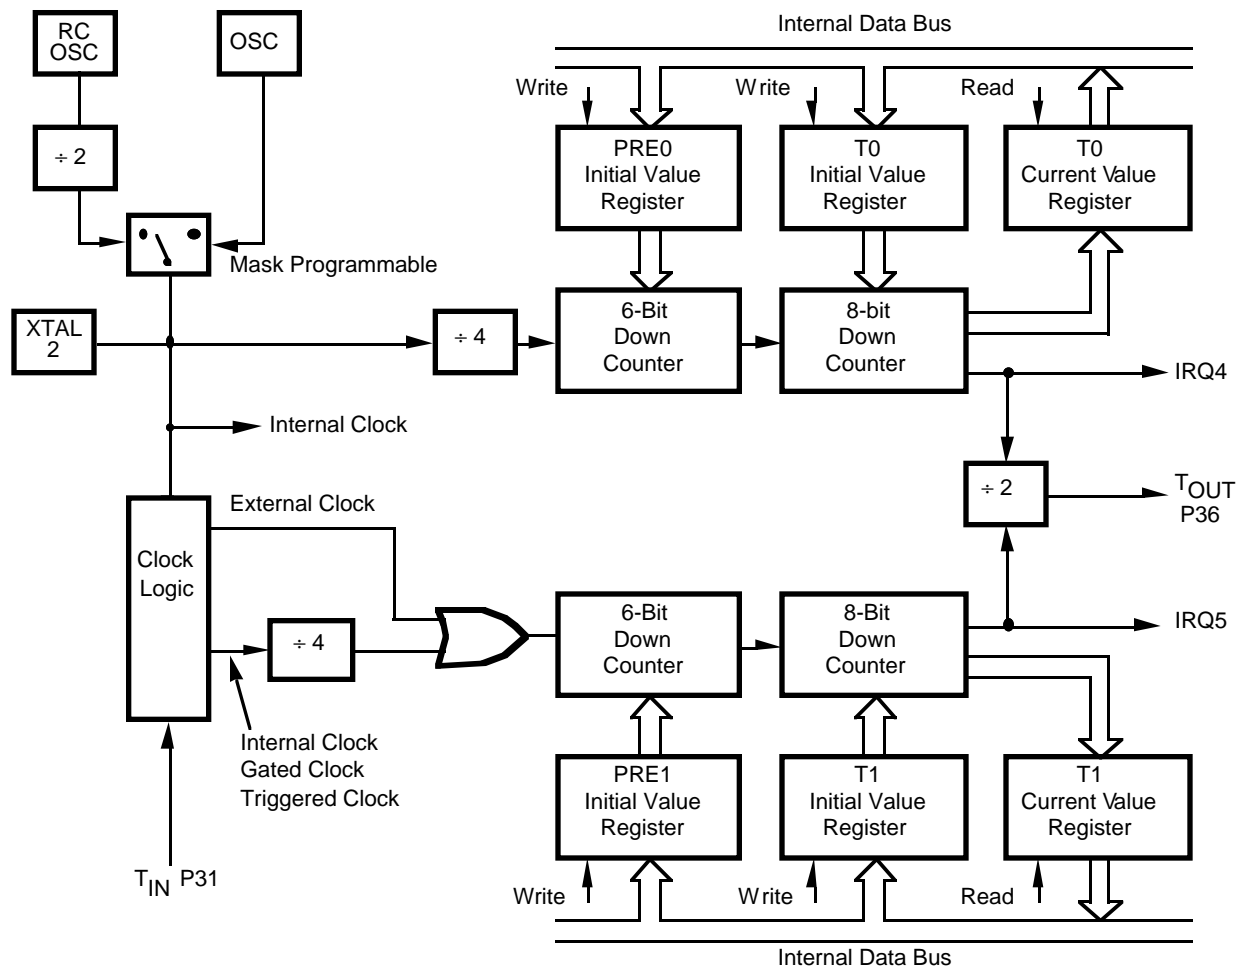 Internal Data Bus
RC
OSC
OSC
Write
Write
Read
÷ 2
PRE0
Initial Value
Register
T0
Initial Value
Register
T0
Current Value
Register
Mask Programmable
XTAL
2
÷ 4
6-Bit
Down
Counter
8-bit
Down
Counter
IRQ4
Internal Clock
÷ 2
TOUT
P36
External Clock
Clock
Logic
÷ 4
6-Bit
Down
Counter
8-Bit
Down
Counter
IRQ5
Internal Clock
Gated Clock
Triggered Clock
PRE1
Initial Value
Register
T1
Initial Value
Register
T1
Current Value
Register
TIN P31
Write
Write
Read
Internal Data Bus